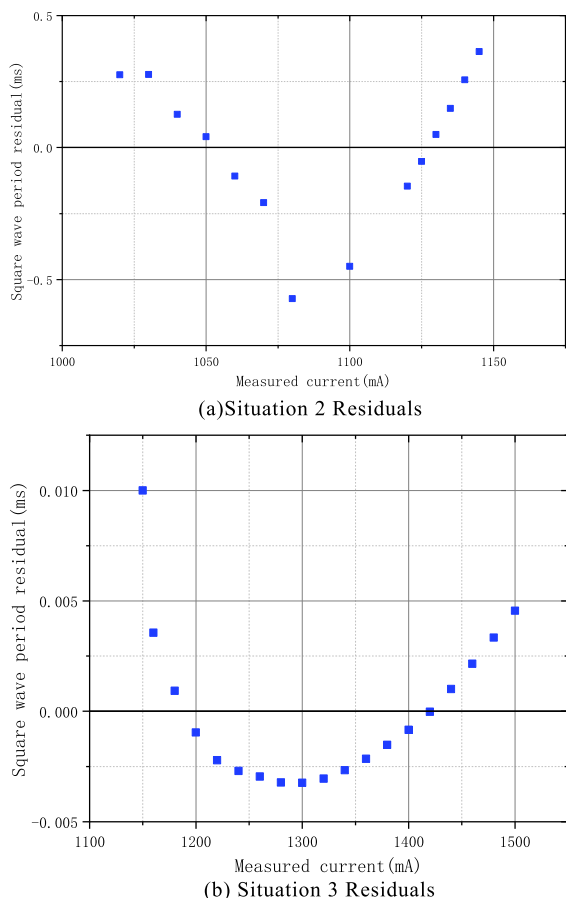 0.5
0.0
-0.5
Square wave period residual(ms)
1000 1050 1100 1150
Measured current(mA)
(a)Situation 2 Residuals
0.010
0.005
0.000
-0.005
Square wave period residual(ms)
1100 1200 1300 1400 1500
Measured current(mA)
(b) Situation 3 Residuals